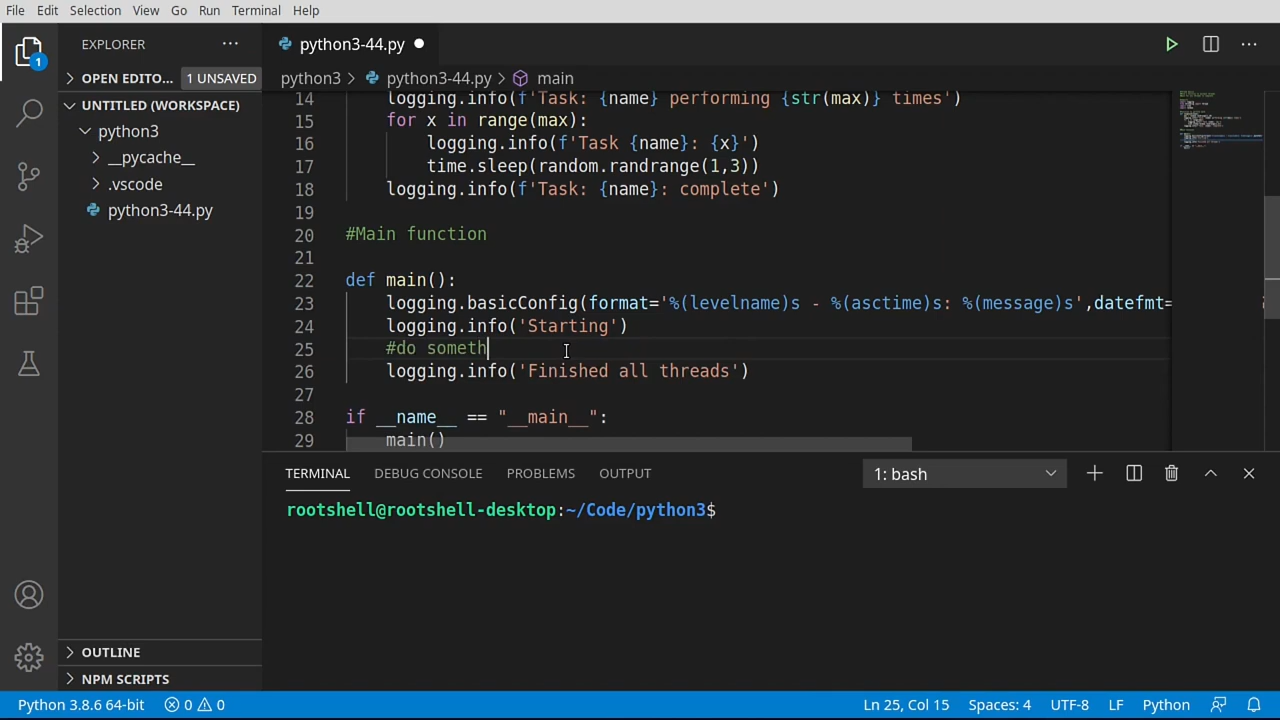 File Edit Selection View Go Run Terminal Help
EXPLORER
OPEN EDITO... 1 UNSAVED
UNTITLED (WORKSPACE)
python3
__pycache__
.vscode
python3-44.py
OUTLINE
NPM SCRIPTS
1
python3-44.py
python3 > python3-44.py > main
14 logging.info(f'Task: {name} performing {str(max)} times')
15 for x in range(max):
16 logging.info(f'Task {name}: {x}')
17 time.sleep(random.randrange(1,3))
18 logging.info(f'Task: {name}: complete')
19
20 #Main function
21
22 def main():
23 logging.basicConfig(format='%(levelname)s - %(asctime)s: %(message)s',datefmt=
24 logging.info('Starting')
25 #do someth
26 logging.info('Finished all threads')
27
28 if __name__ == "__main__":
29 main()
TERMINAL DEBUG CONSOLE PROBLEMS OUTPUT 1: bash
rootshell@rootshell-desktop:~/Code/python3$
Python 3.8.6 64-bit 0 0 Ln 25, Col 15 Spaces: 4 UTF-8 LF Python